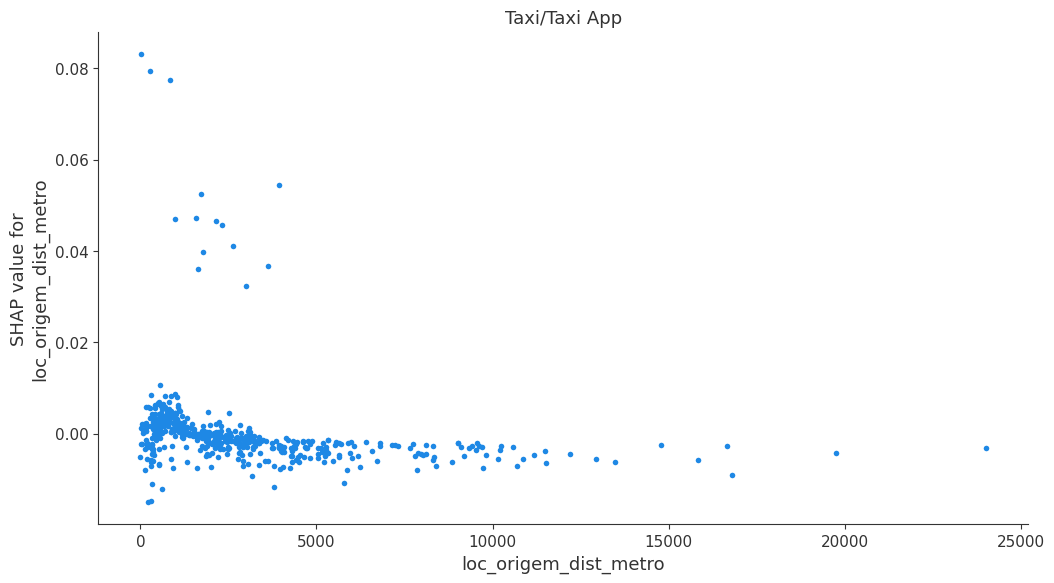 Taxi/Taxi App
SHAP value for
loc_origem_dist_metro
0.08
0.06
0.04
0.02
0.00
0
5000
10000
15000
20000
25000
loc_origem_dist_metro